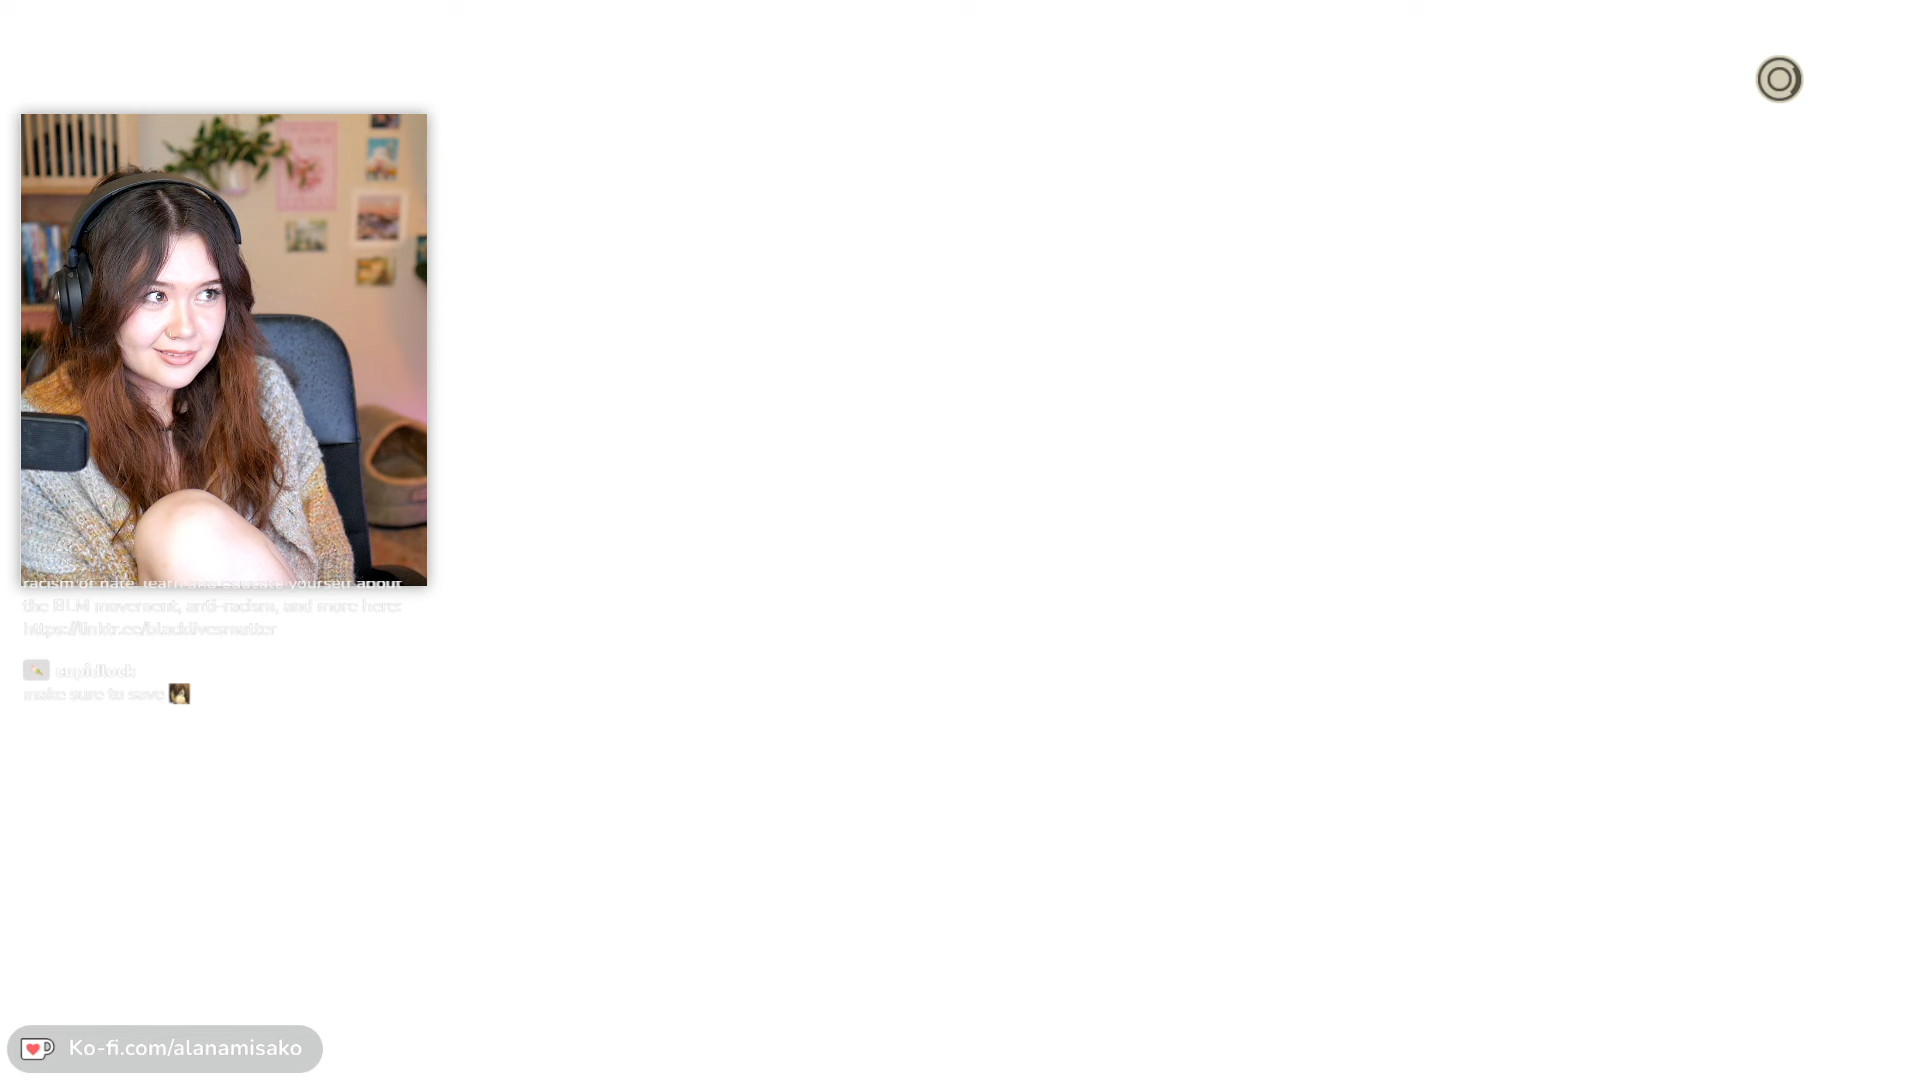 racism or hate. learn and educate yourself about
the BLM movement, anti-racism, and more here:
https://linktr.ee/blacklivesmatter
cupidlock
make sure to save
Ko-fi.com/alanamisako